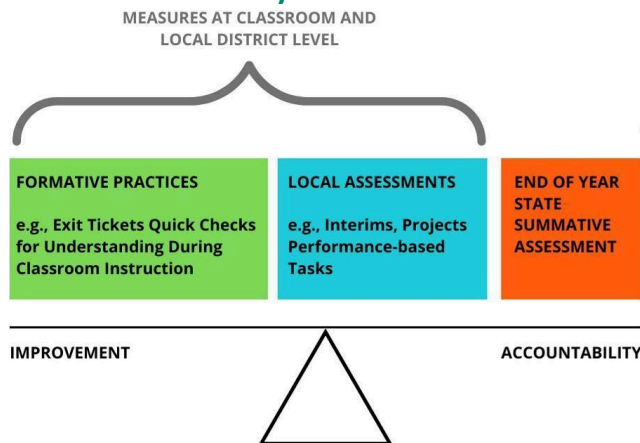 MEASURES AT CLASSROOM AND
LOCAL DISTRICT LEVEL
FORMATIVE PRACTICES
e.g., Exit Tickets Quick Checks
for Understanding During
Classroom Instruction
LOCAL ASSESSMENTS
e.g., Interims, Projects
Performance-based
Tasks
END OF YEAR
STATE
SUMMATIVE
ASSESSMENT
IMPROVEMENT
ACCOUNTABILITY